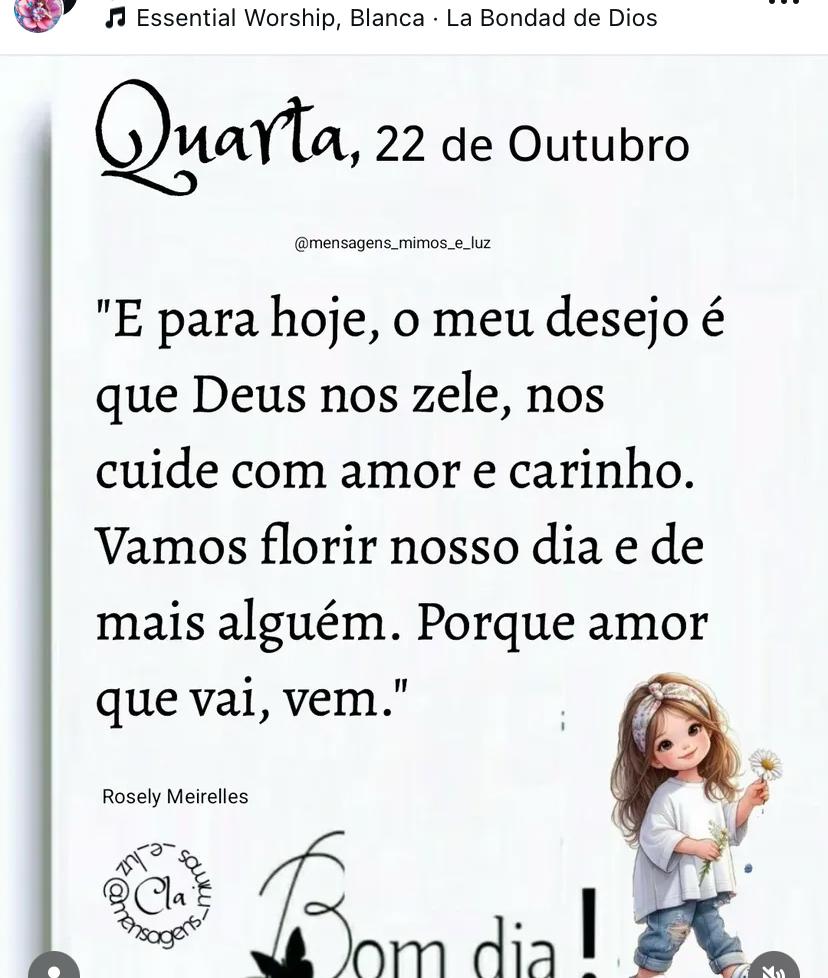 Essential Worship, Blanca · La Bondad de Dios
Quarta, 22 de Outubro
@mensagens_mimos_e_luz
"E para hoje, o meu desejo é
que Deus nos zele, nos
cuide com amor e carinho.
Vamos florir nosso dia e de
mais alguém. Porque amor
que vai, vem."
Rosely Meirelles
@mensagens_mimos_e_luz
Cla
Bom dia!